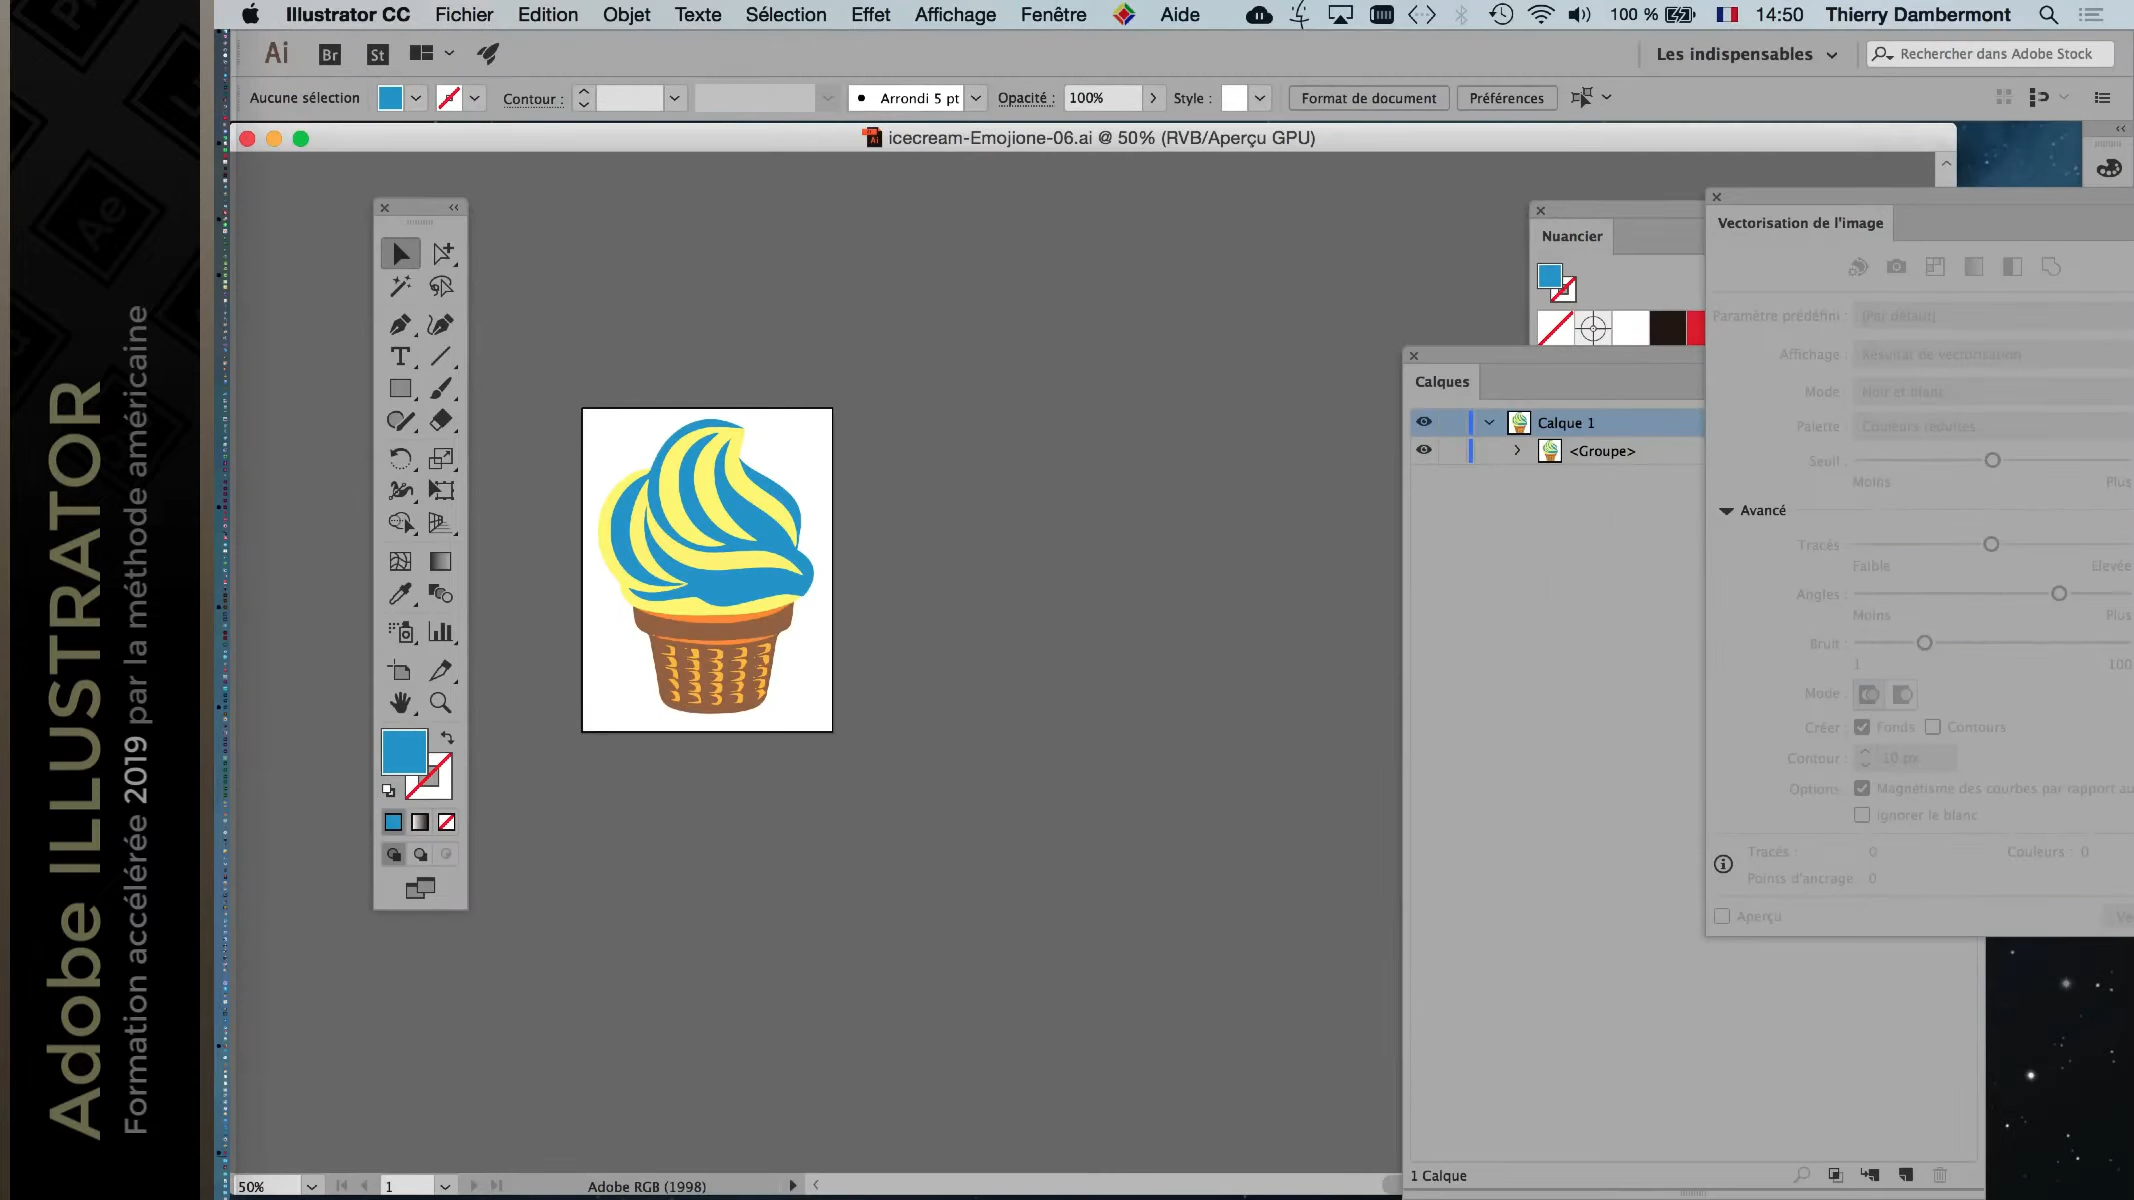 Illustrator CC Fichier Edition Objet Texte Sélection Effet Affichage Fenêtre Aide 100 % 14:50 Thierry Dambermont
Ai Br St Les indispensables Rechercher dans Adobe Stock
Aucune sélection Contour : Arrondi 5 pt Opacité : 100% Style : Format de document Préférences
icecream-Emojione-06.ai @ 50% (RVB/Aperçu GPU)
Nuancier
Vectorisation de l'image
Paramètre prédéfini : (Par défaut)
Affichage : Résultat de vectorisation
Mode Noir et blanc
Palette Couleurs réduites
Seuil
Moins Plus
Avancé
Tracés
Faible Elevée
Angles :
Moins Plus
Bruit :
1 100
Mode
Créer Fonds Contours
Contour : 10 px
Options: Magnétisme des courbes par rapport au
Ignorer le blanc
Tracés : 0 Couleurs : 0
Points d'ancrage 0
Aperçu
Calques
Calque 1
<Groupe>
1 Calque
50% 1 Adobe RGB (1998)
Adobe ILLUSTRATOR
Formation accélérée 2019 par la méthode américaine
Ae